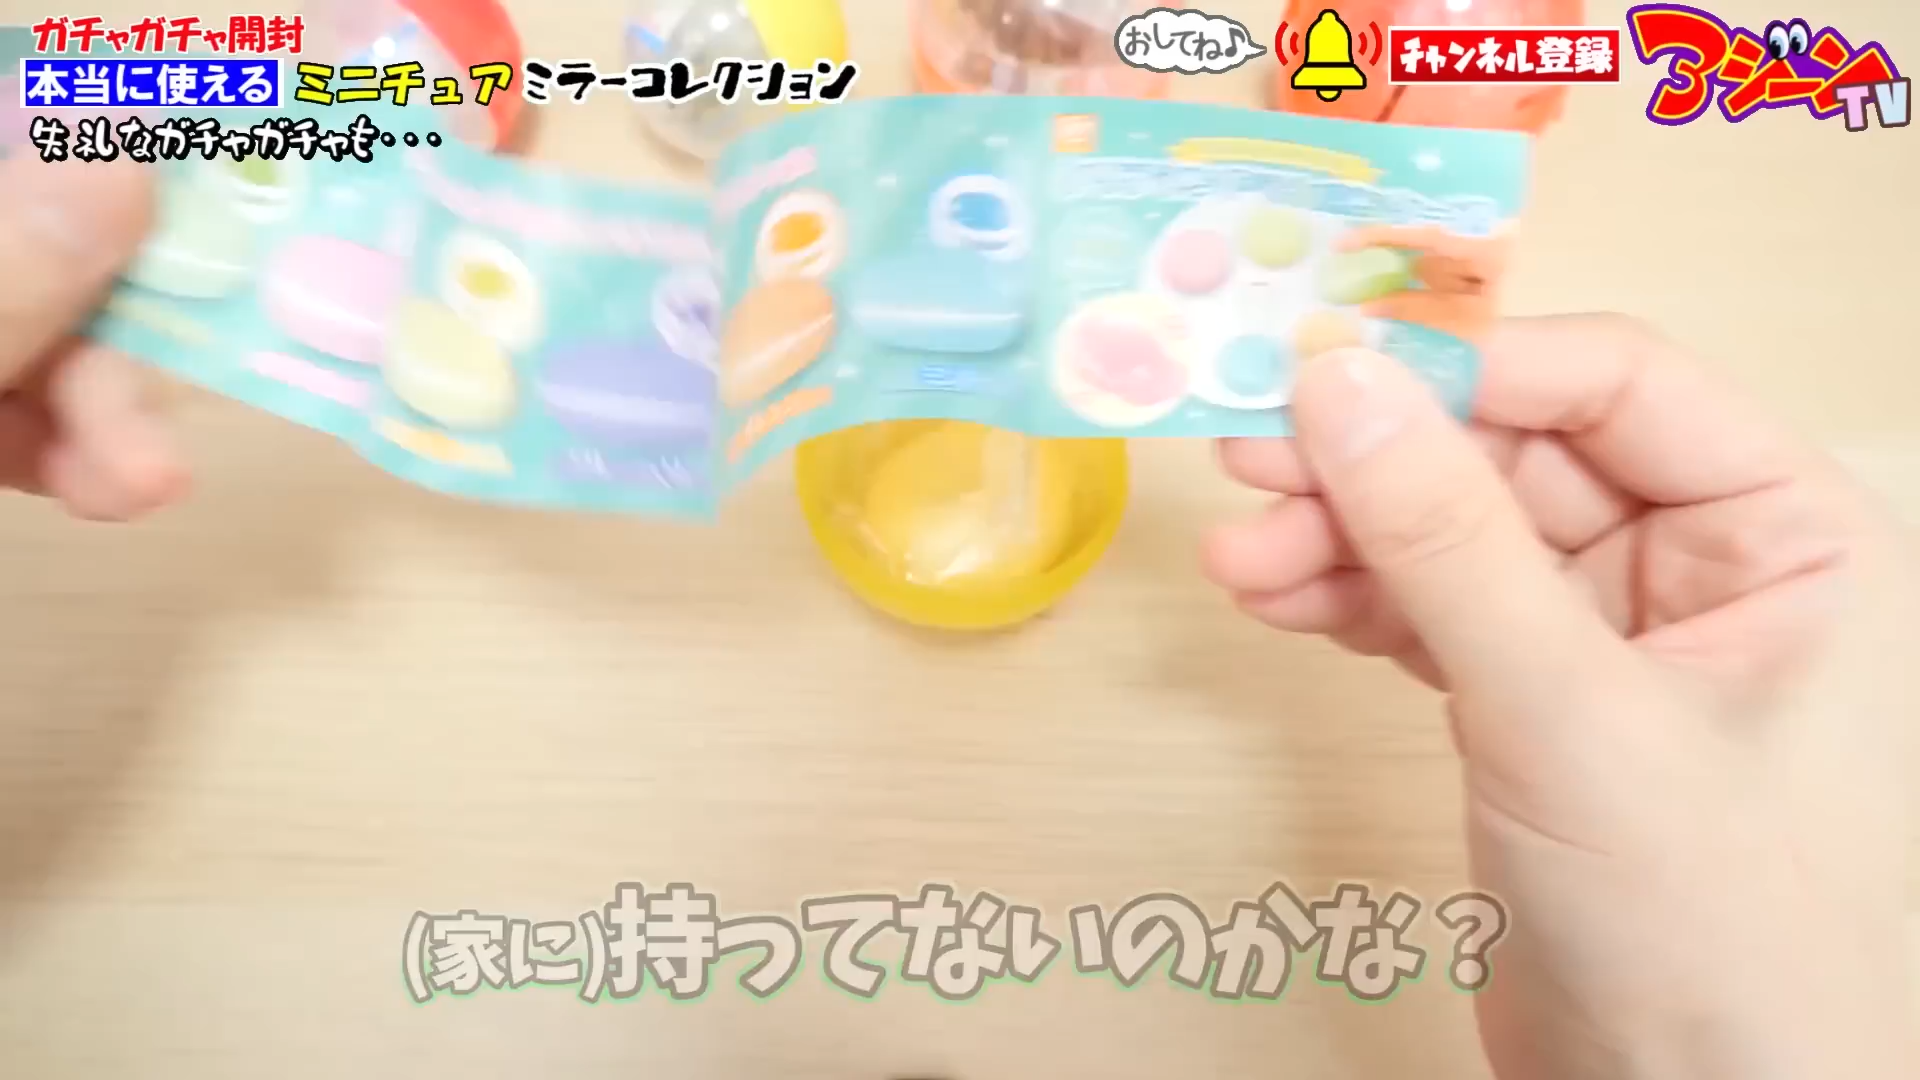 ガチャガチャ開封
本当に使える ミニチュア ミラーコレクション
失礼なガチャガチャも・・・
おしてね♪
チャンネル登録
3ジーンTV
(家に)持ってないのかな？